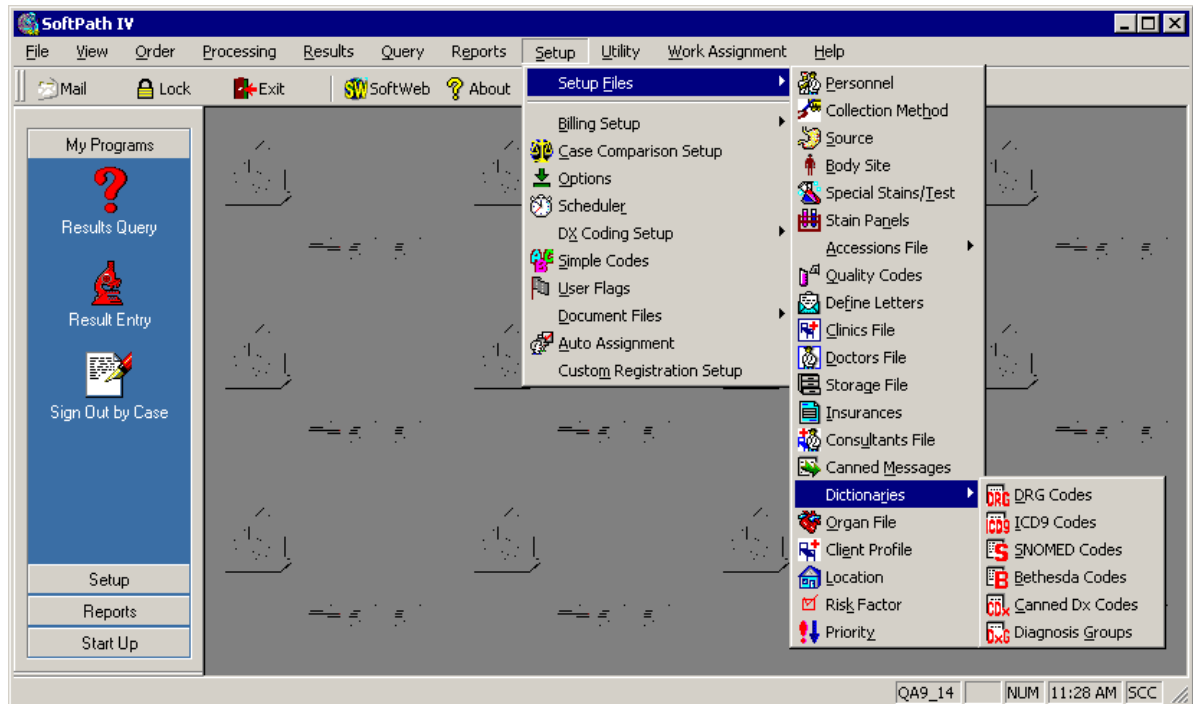 SoftPath IV
File View Order Processing Results Query Reports Setup Utility Work Assignment Help
Mail Lock Exit SoftWeb About
My Programs
Results Query
Result Entry
Sign Out by Case
Setup
Reports
Start Up
Setup Files
Billing Setup
Case Comparison Setup
Options
Scheduler
DX Coding Setup
Simple Codes
User Flags
Document Files
Auto Assignment
Custom Registration Setup
Personnel
Collection Method
Source
Body Site
Special Stains/Test
Stain Panels
Accessions File
Quality Codes
Define Letters
Clinics File
Doctors File
Storage File
Insurances
Consultants File
Canned Messages
Dictionaries
Organ File
Client Profile
Location
Risk Factor
Priority
DRG DRG Codes
ICD9 ICD9 Codes
S SNOMED Codes
B Bethesda Codes
CDx Canned Dx Codes
DxG Diagnosis Groups
QA9_14 NUM 11:28 AM SCC